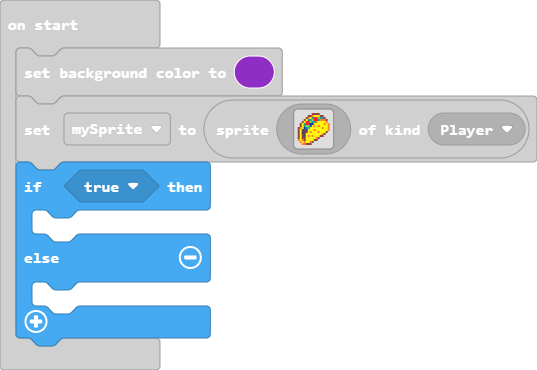 on start
set background color to
set mySprite to sprite of kind Player
if true then
else